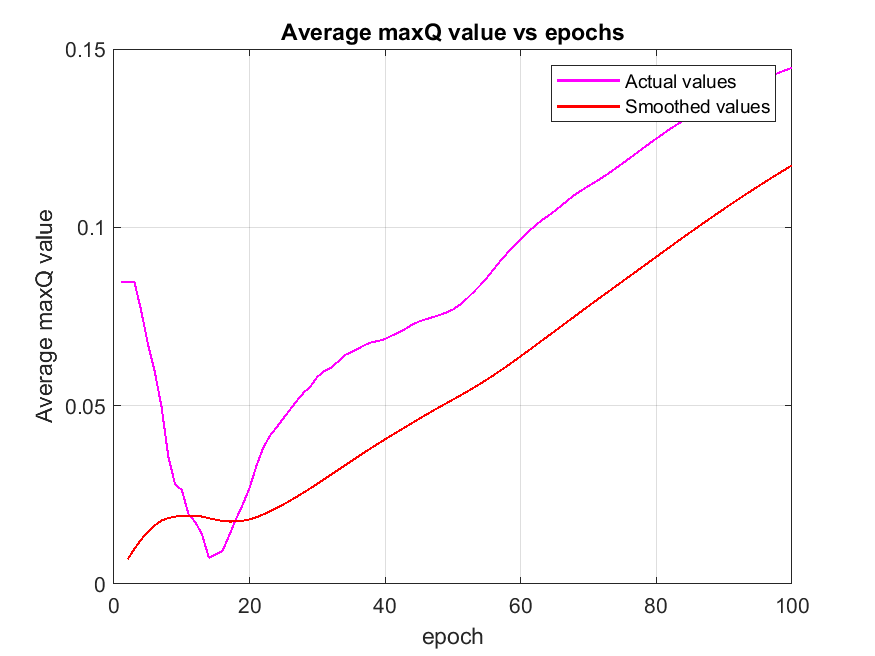 Average maxQ value vs epochs
0.15
Actual values
Smoothed values
0.1
Average maxQ value
0.05
0
0 20 40 60 80 100
epoch